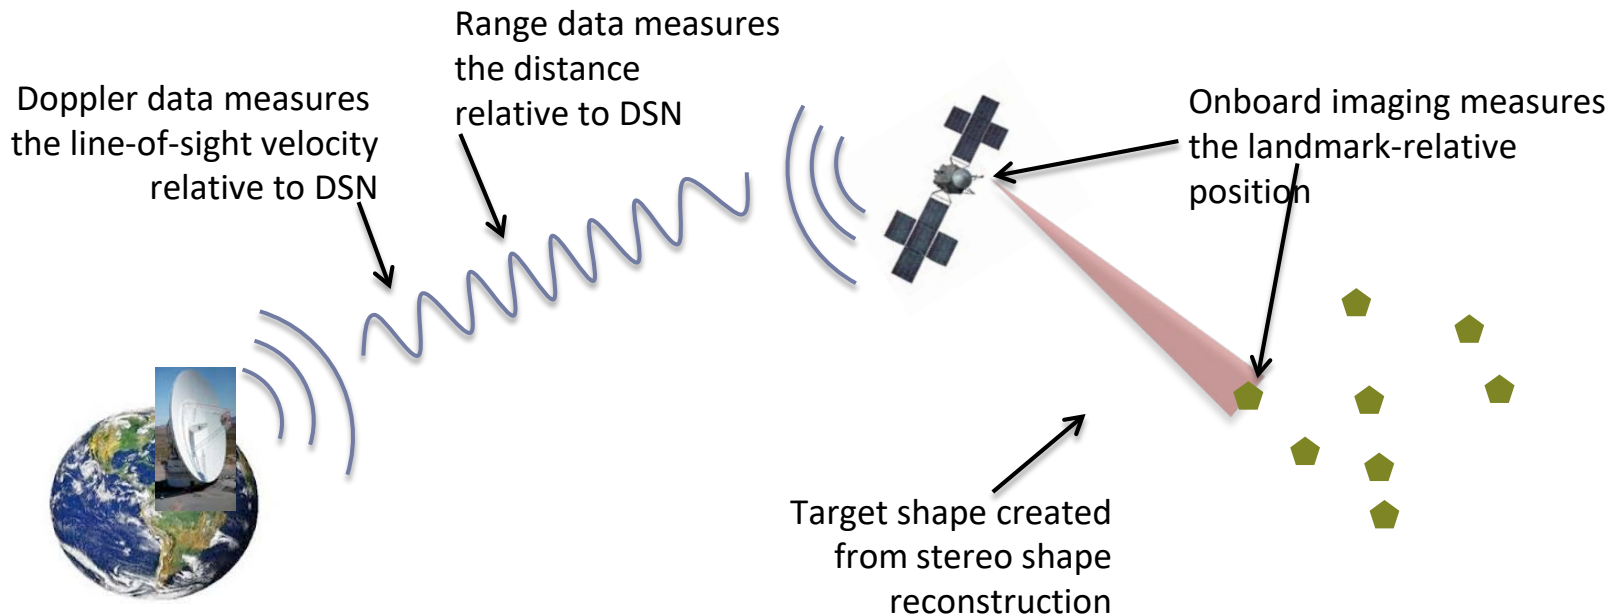 Range data measures
the distance
relative to DSN
Doppler data measures
the line-of-sight velocity
relative to DSN
Onboard imaging measures
the landmark-relative
position
Target shape created
from stereo shape
reconstruction